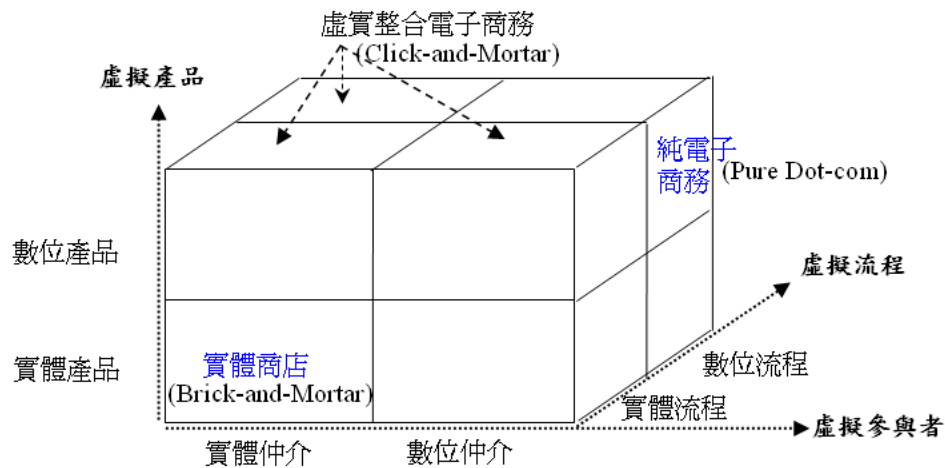 虛實整合電子商務
(Click-and-Mortar)
虛擬產品
純電子
商務
(Pure Dot-com)
數位產品
虛擬流程
實體產品
實體商店
(Brick-and-Mortar)
數位流程
實體流程
虛擬參與者
實體仲介
數位仲介